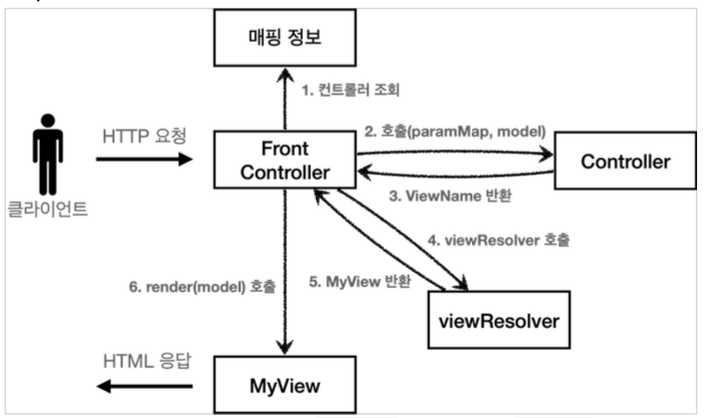 매핑 정보
1. 컨트롤러 조회
HTTP 요청
2. 호출(paramMap, model)
Front
Controller
Controller
3. ViewName 반환
클라이언트
4. viewResolver 호출
5. MyView 반환
6. render(model) 호출
viewResolver
HTML 응답
MyView